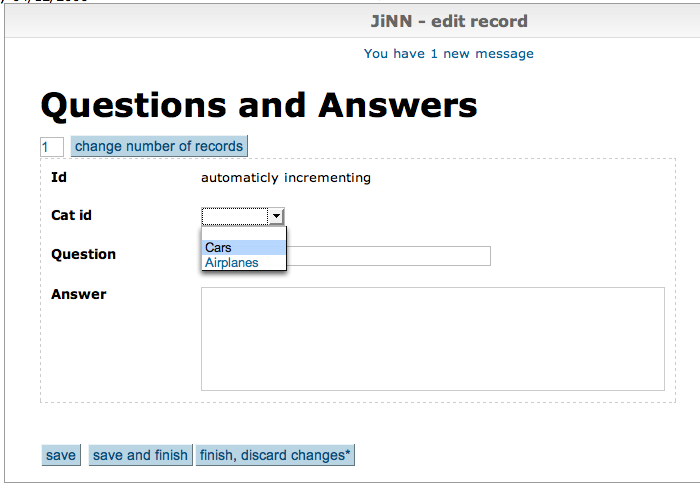 JiNN - edit record
You have 1 new message
Questions and Answers
1 change number of records
Id automaticly incrementing
Cat id
Cars
Question
Airplanes
Answer
save save and finish finish, discard changes*